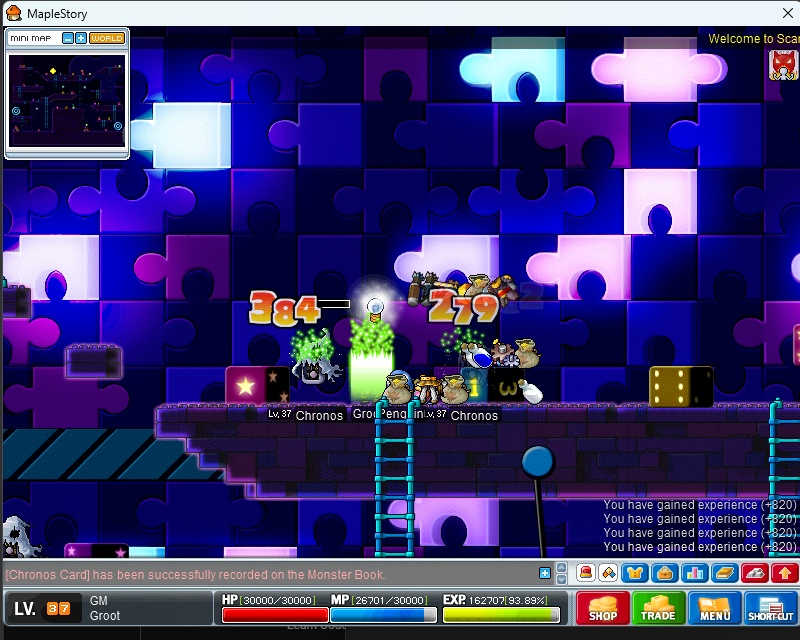 MapleStory
MINI MAP
WORLD
Welcome to Scar
384
279
Lv. 37 Chronos
Lv. 37 Chronos
1
You have gained experience (+820)
You have gained experience (+820)
You have gained experience (+820)
You have gained experience (+820)
[Chronos Card] has been successfully recorded on the Monster Book.
LV. 37
GM
Groot
HP[30000/30000]
MP[26701/30000]
EXP.162707[93.89%]
SHOP
TRADE
MENU
SHORTCUT